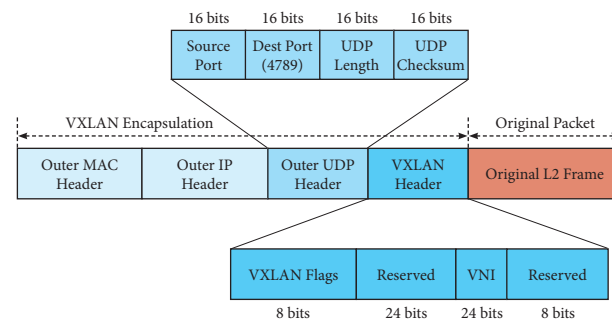 16 bits 16 bits 16 bits 16 bits
Source Port
Dest Port (4789)
UDP Length
UDP Checksum
VXLAN Encapsulation
Original Packet
Outer MAC Header
Outer IP Header
Outer UDP Header
VXLAN Header
Original L2 Frame
VXLAN Flags
Reserved
VNI
Reserved
8 bits 24 bits 24 bits 8 bits